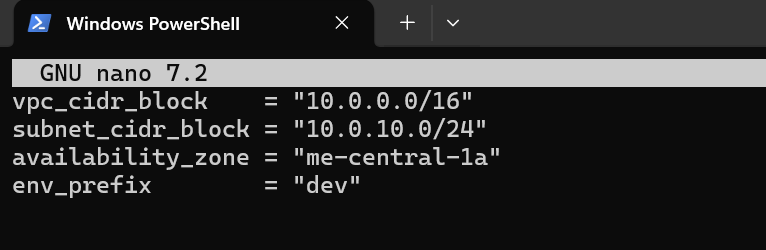 Windows PowerShell
GNU nano 7.2
vpc_cidr_block    = "10.0.0.0/16"
subnet_cidr_block = "10.0.10.0/24"
availability_zone = "me-central-1a"
env_prefix        = "dev"